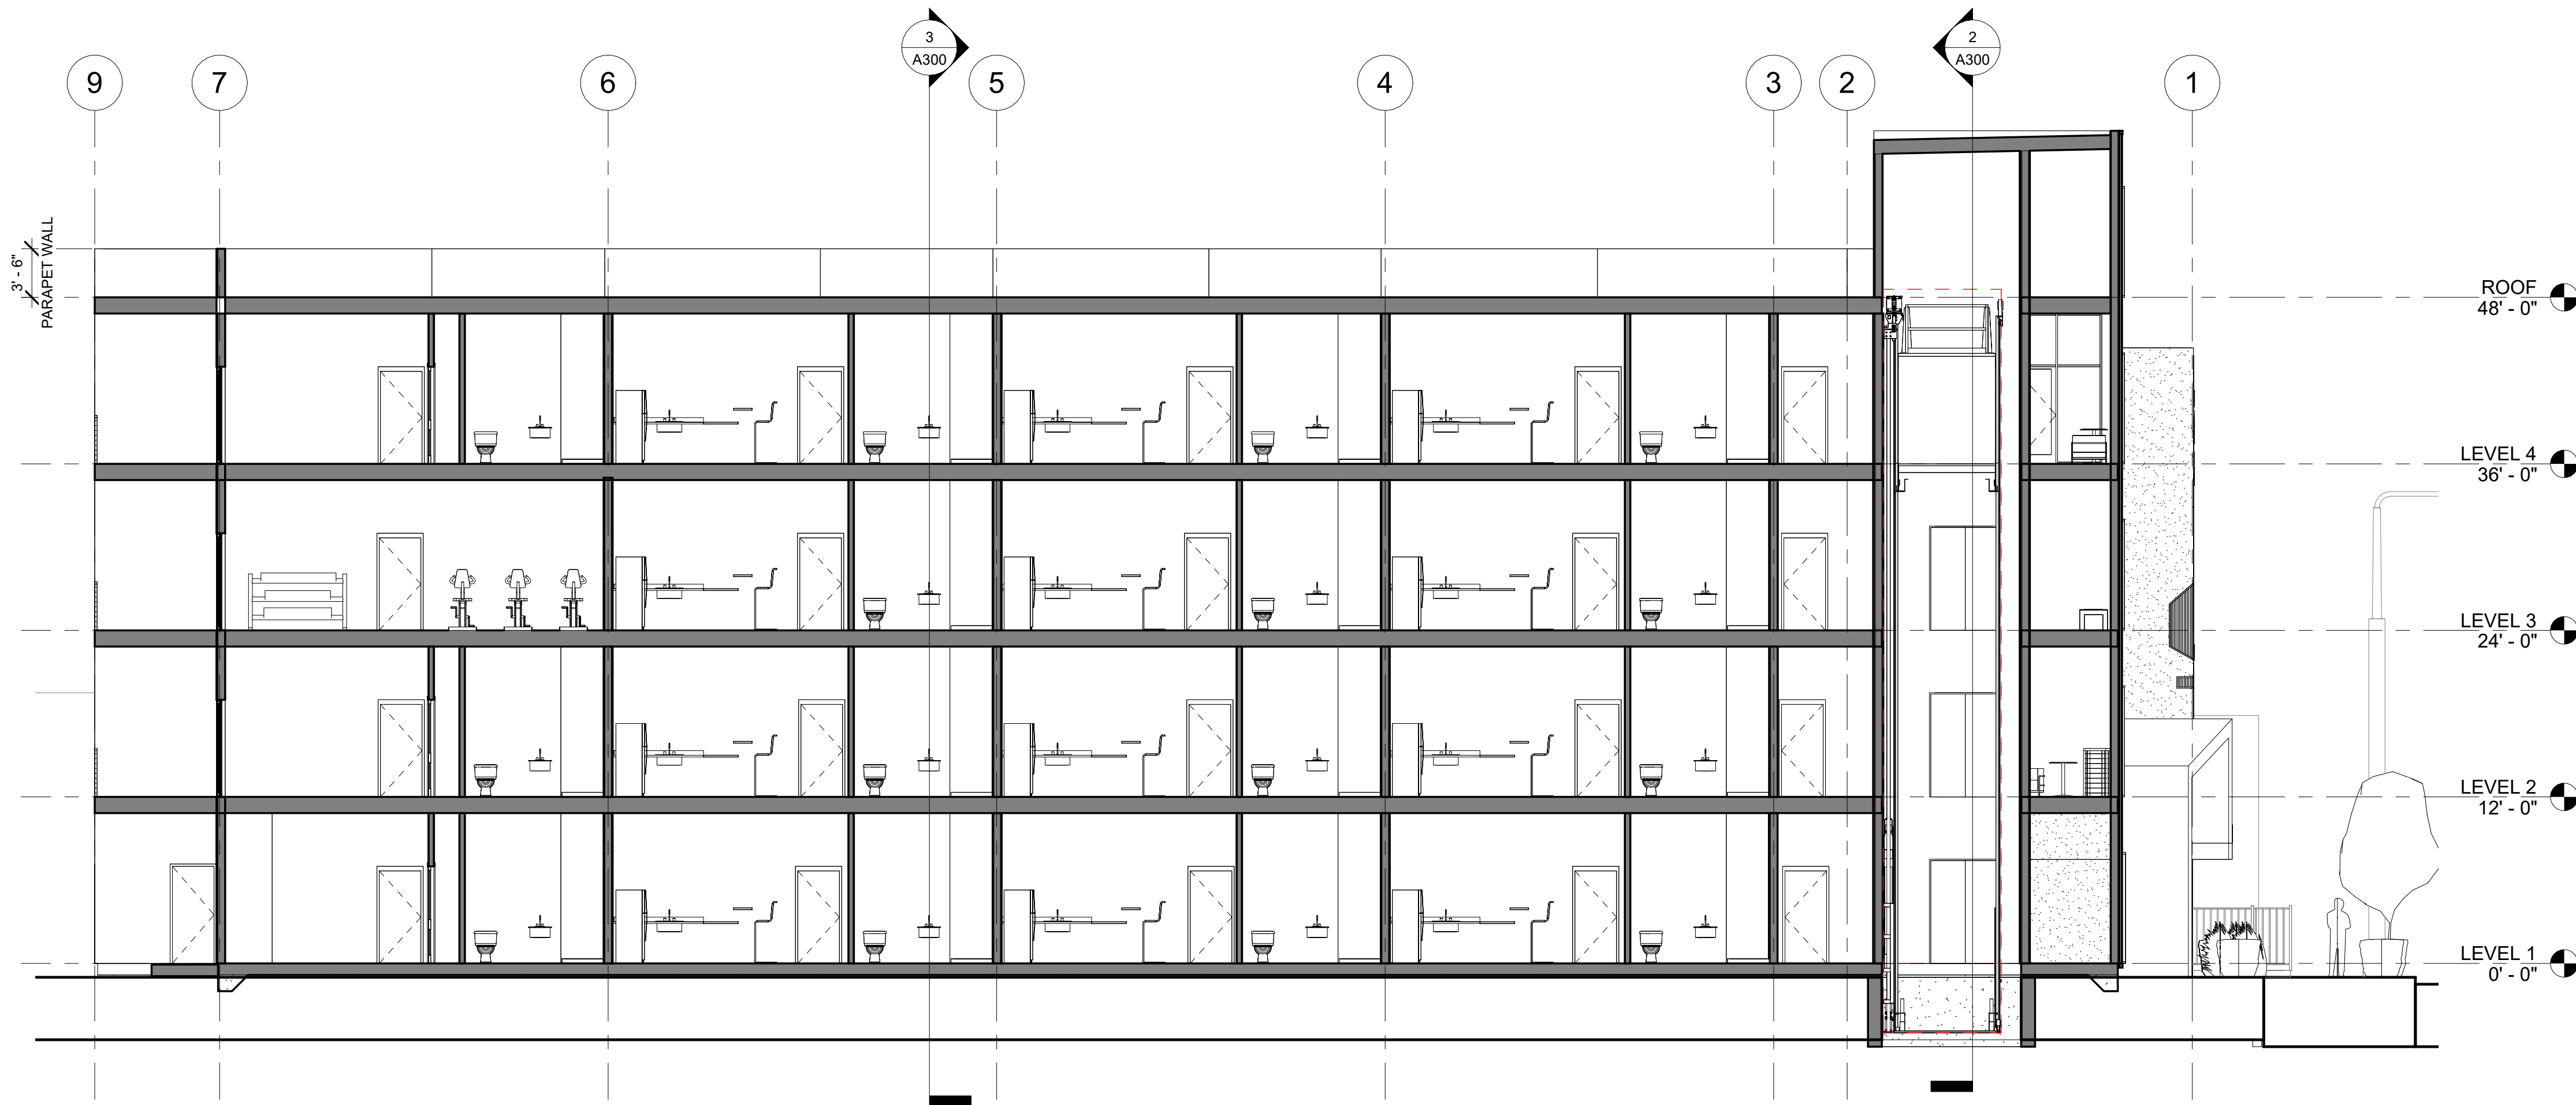 3
A300
2
A300
9
7
6
5
4
3
2
1
3' - 6"
PARAPET WALL
ROOF
48' - 0"
LEVEL 4
36' - 0"
LEVEL 3
24' - 0"
LEVEL 2
12' - 0"
LEVEL 1
0' - 0"